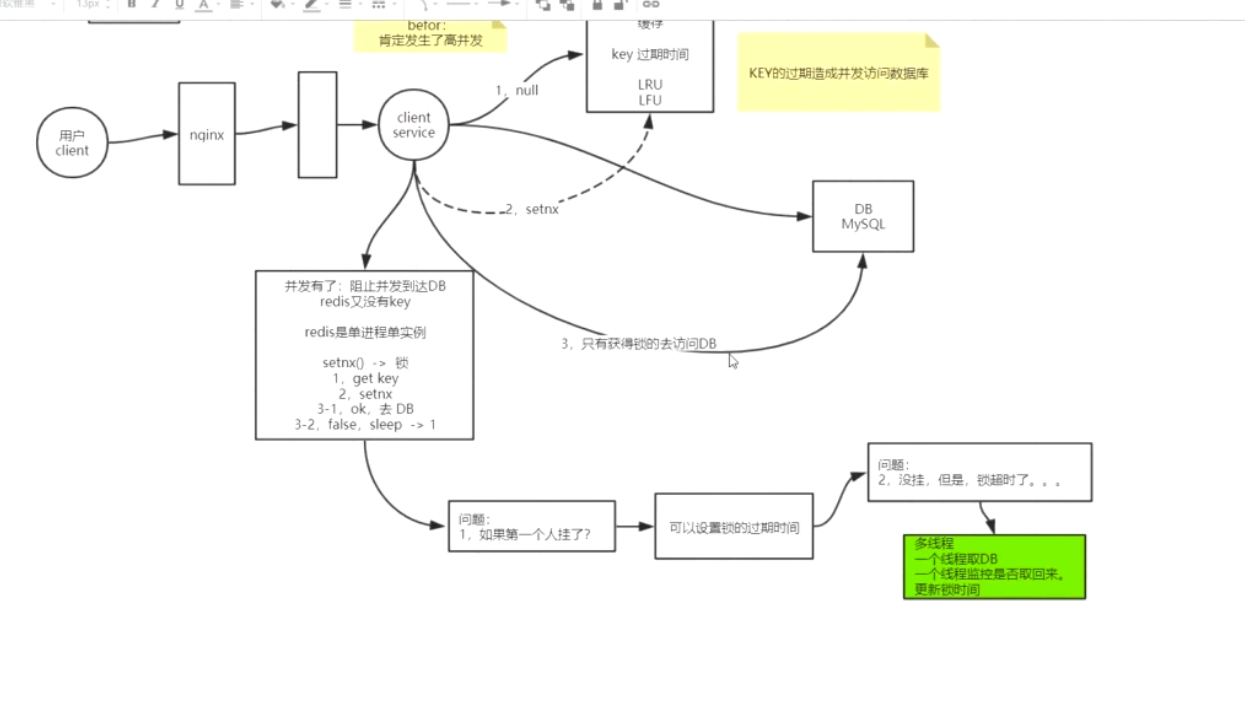 13px
B
U
A
befor:
肯定发生了高并发
缓存
key 过期时间
LRU
LFU
KEY的过期造成并发访问数据库
用户
client
nginx
client
service
1，null
2，setnx
DB
MySQL
并发有了：阻止并发到达DB
redis又没有key
redis是单进程单实例
setnx() -> 锁
1，get key
2，setnx
3-1，ok，去 DB
3-2，false，sleep -> 1
3，只有获得锁的去访问DB
问题：
1，如果第一个人挂了？
可以设置锁的过期时间
问题：
2，没挂，但是，锁超时了。。。
多线程
一个线程取DB
一个线程监控是否取回来。
更新锁时间